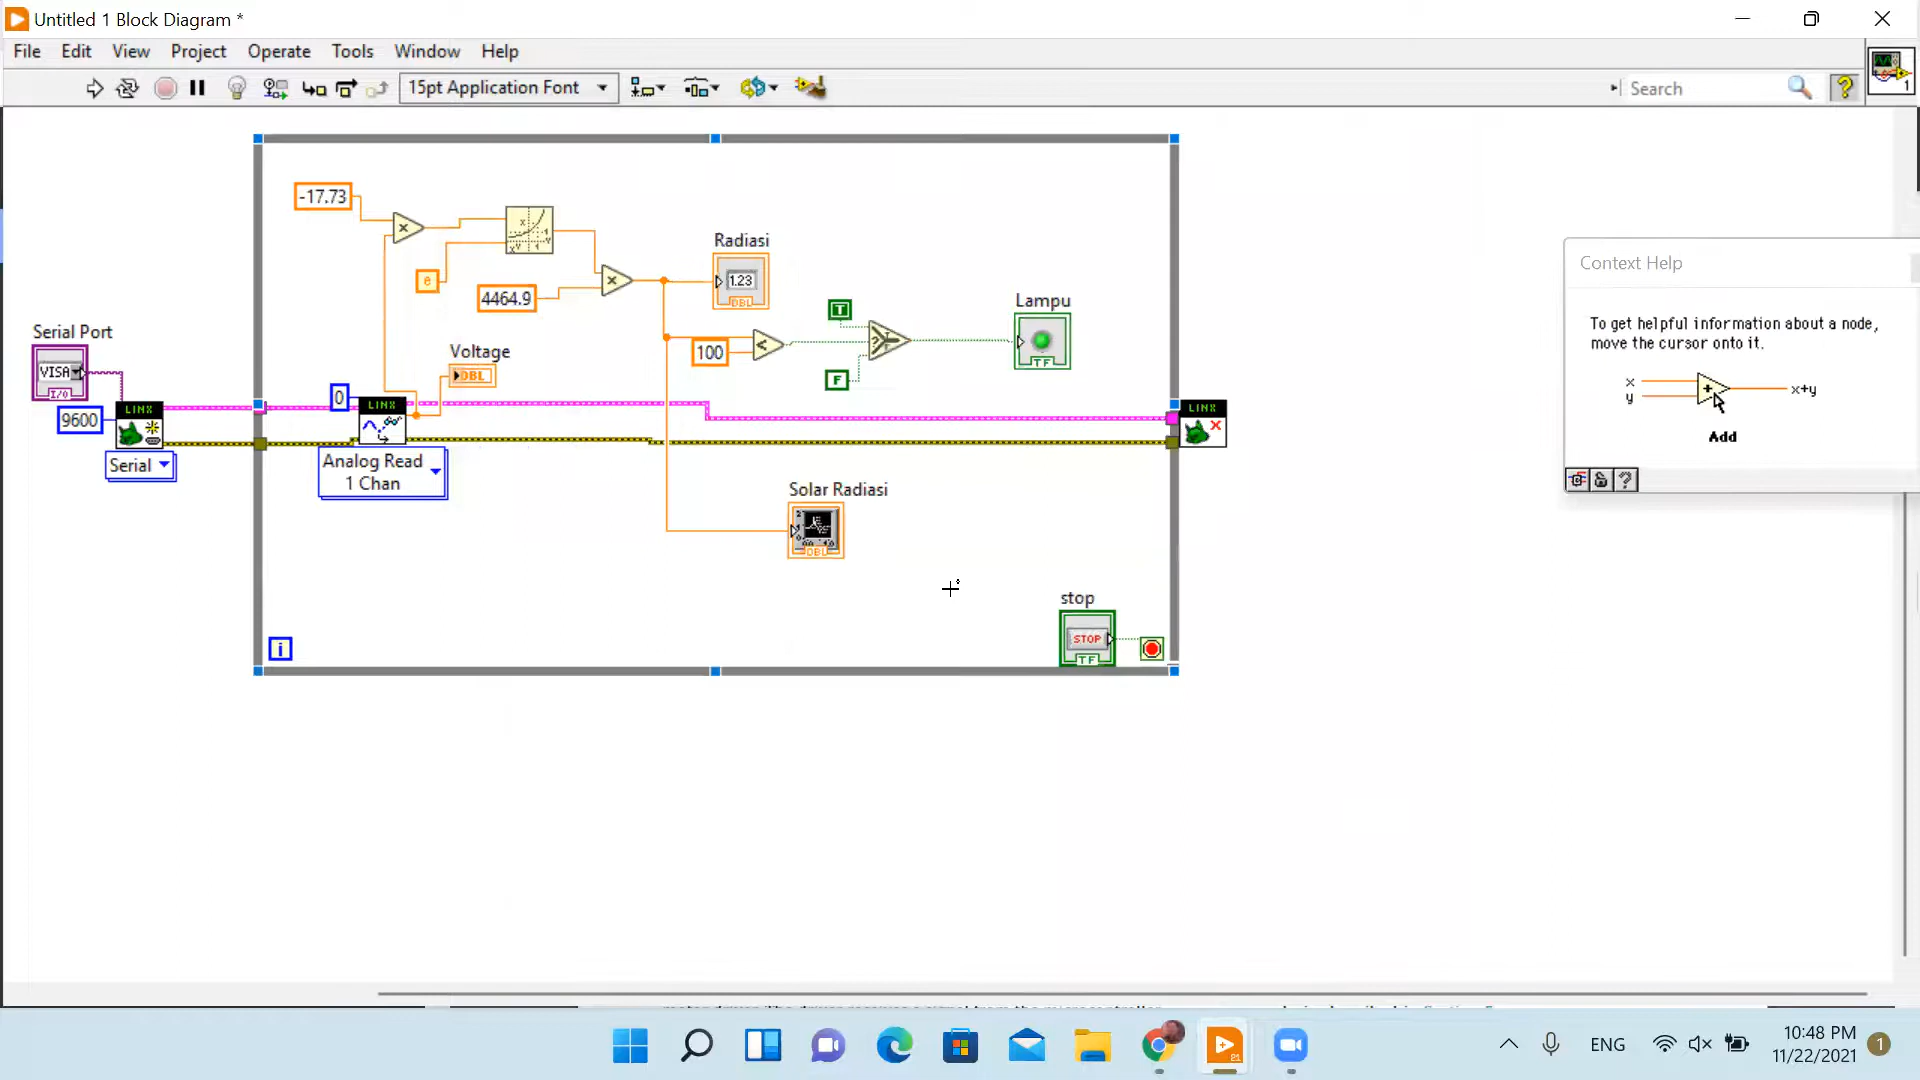 Untitled 1 Block Diagram *
File Edit View Project Operate Tools Window Help
15pt Application Font
Search
1
-17.73
x
e
4464.9
x
Radiasi
1.23
DBL
100
<
T
F
?
Lampu
TF
Serial Port
VISA
I/O
9600
LINX
Serial
0
LINX
Analog Read
1 Chan
Voltage
DBL
LINX
Solar Radiasi
DBL
stop
STOP
TF
i
Context Help
To get helpful information about a node,
move the cursor onto it.
x
y
+
x+y
Add
?
ENG
10:48 PM
11/22/2021
1